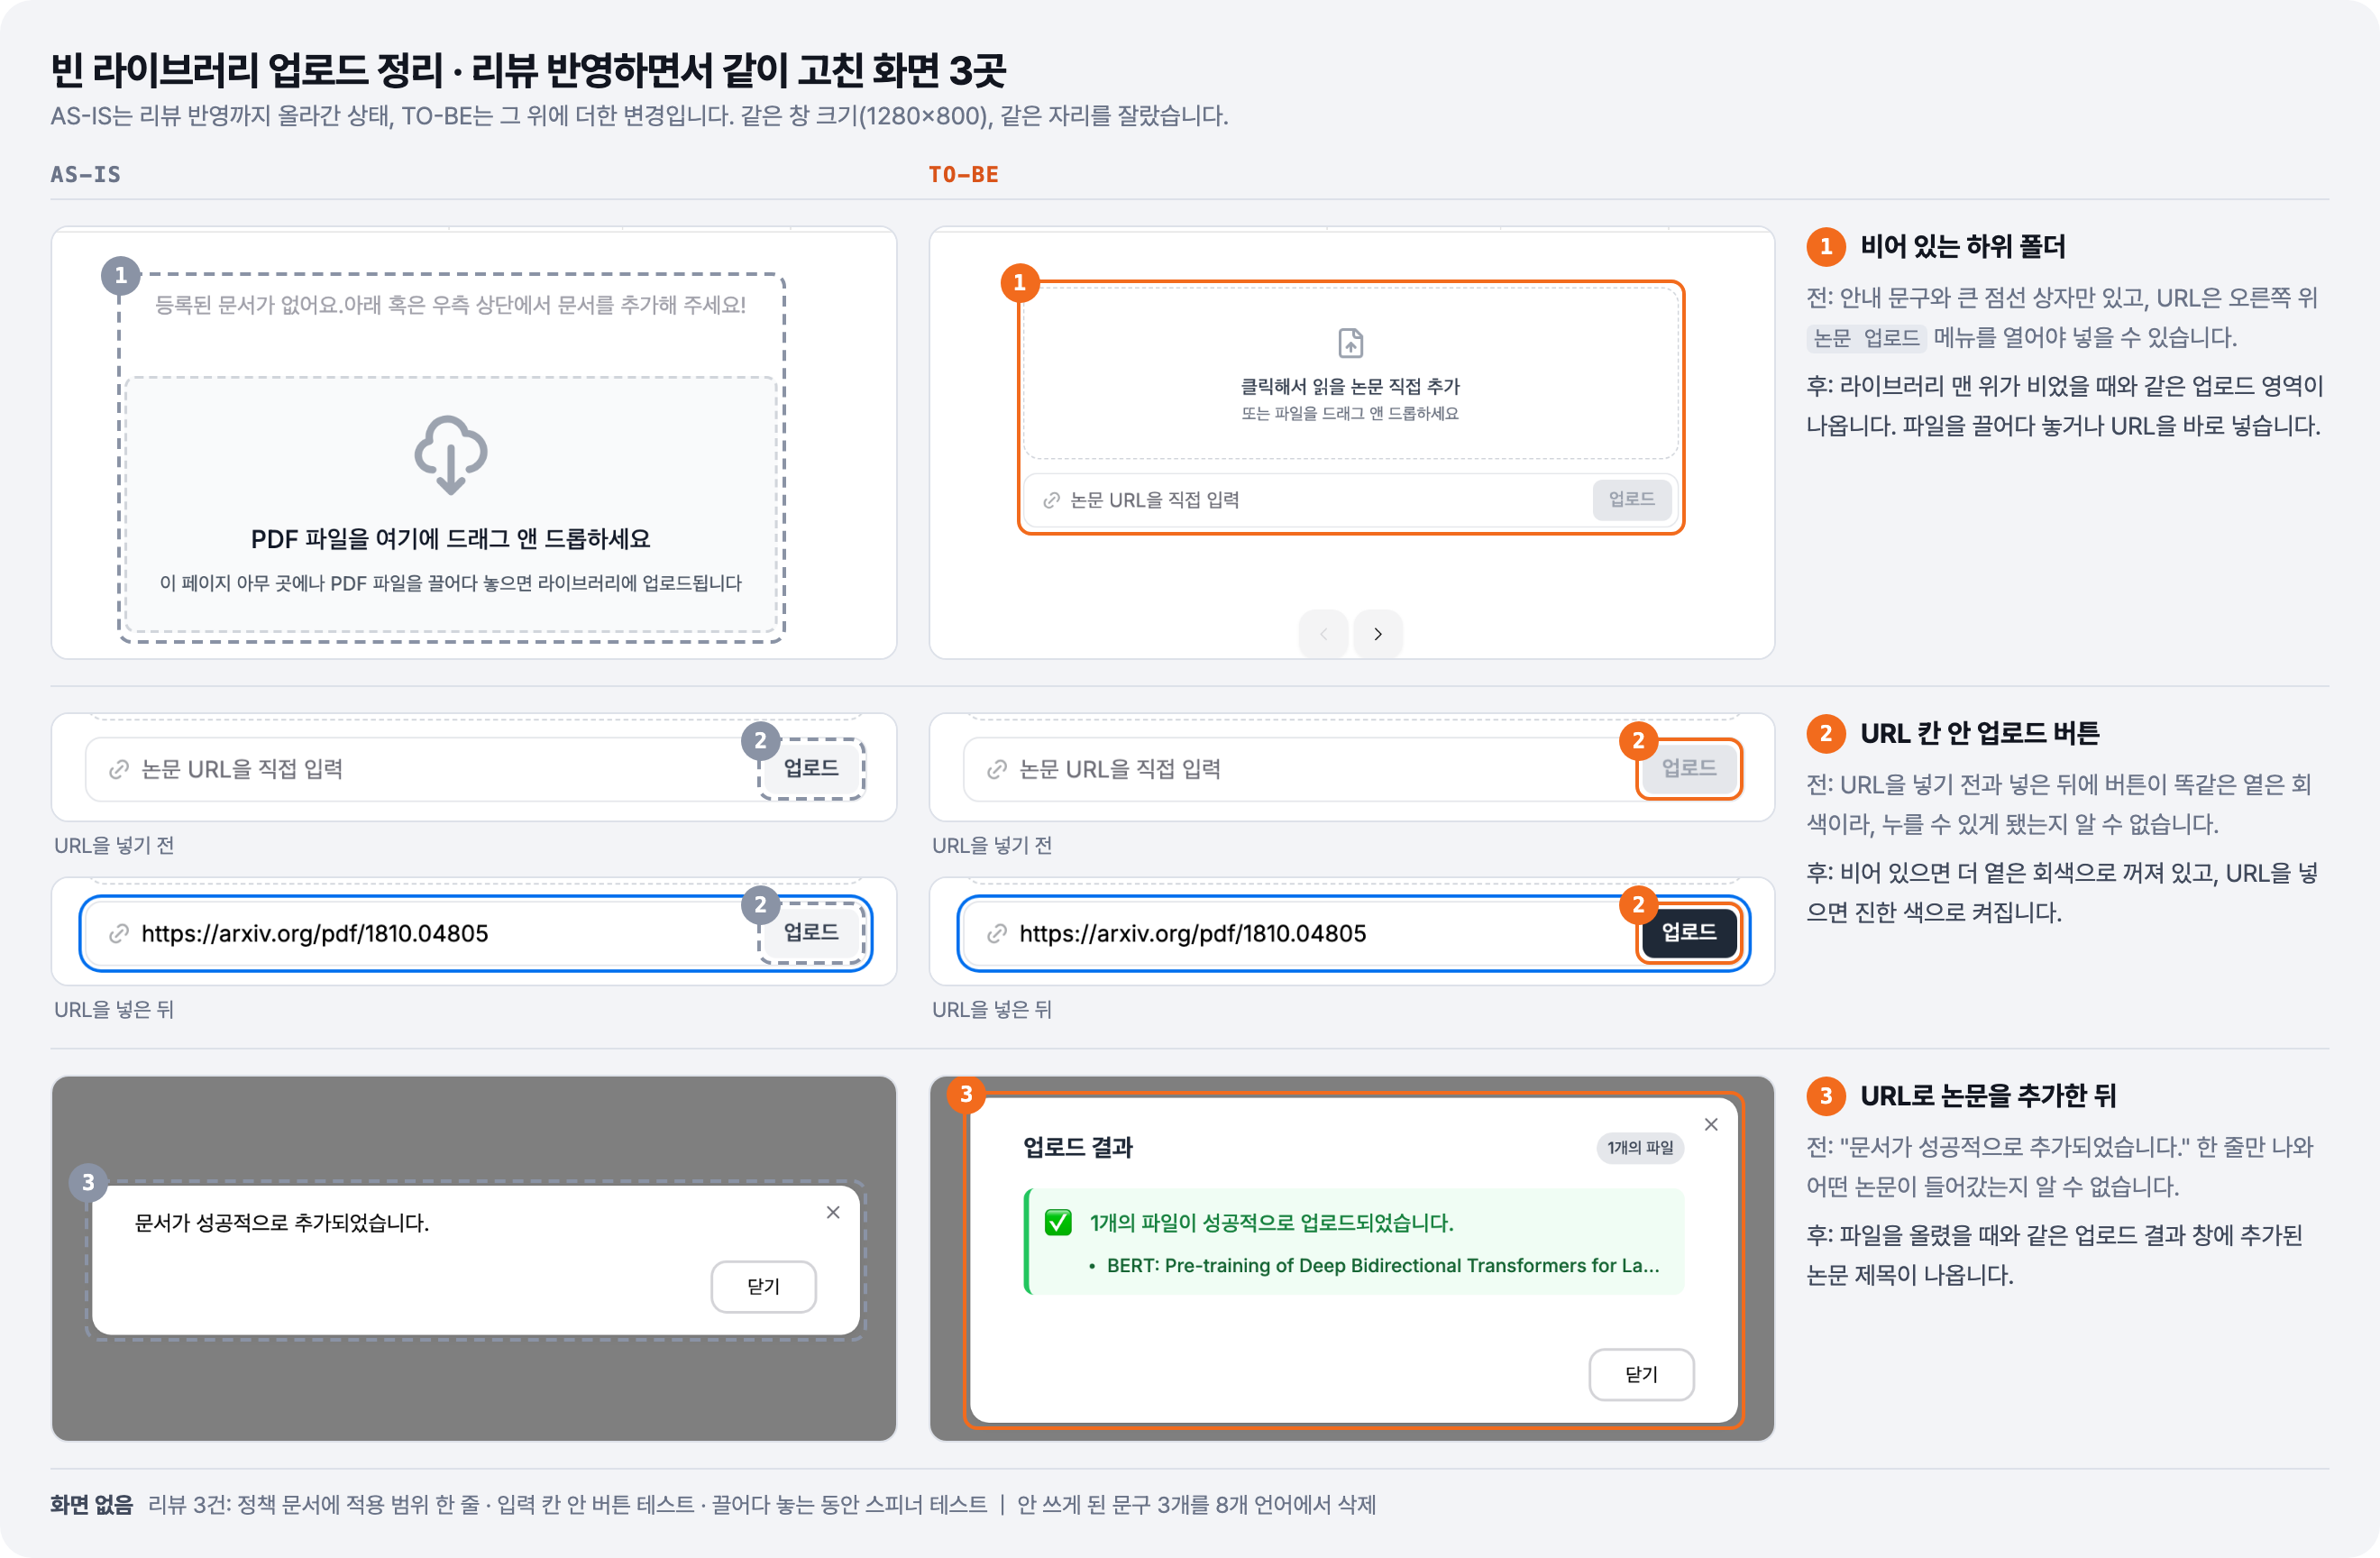 빈 라이브러리 업로드 정리 · 리뷰 반영하면서 같이 고친 화면 3곳
AS-IS는 리뷰 반영까지 올라간 상태, TO-BE는 그 위에 더한 변경입니다. 같은 창 크기(1280×800), 같은 자리를 잘랐습니다.
AS-IS
TO-BE
1
등록된 문서가 없어요.아래 혹은 우측 상단에서 문서를 추가해 주세요!
PDF 파일을 여기에 드래그 앤 드롭하세요
이 페이지 아무 곳에나 PDF 파일을 끌어다 놓으면 라이브러리에 업로드됩니다
1
클릭해서 읽을 논문 직접 추가
또는 파일을 드래그 앤 드롭하세요
논문 URL을 직접 입력
업로드
1 비어 있는 하위 폴더
전: 안내 문구와 큰 점선 상자만 있고, URL은 오른쪽 위
논문 업로드 메뉴를 열어야 넣을 수 있습니다.
후: 라이브러리 맨 위가 비었을 때와 같은 업로드 영역이
나옵니다. 파일을 끌어다 놓거나 URL을 바로 넣습니다.
2
논문 URL을 직접 입력
업로드
URL을 넣기 전
2
https://arxiv.org/pdf/1810.04805
업로드
URL을 넣은 뒤
2
논문 URL을 직접 입력
업로드
URL을 넣기 전
2
https://arxiv.org/pdf/1810.04805
업로드
URL을 넣은 뒤
2 URL 칸 안 업로드 버튼
전: URL을 넣기 전과 넣은 뒤에 버튼이 똑같은 옅은 회
색이라, 누를 수 있게 됐는지 알 수 없습니다.
후: 비어 있으면 더 옅은 회색으로 꺼져 있고, URL을 넣
으면 진한 색으로 켜집니다.
3
문서가 성공적으로 추가되었습니다.
닫기
3
업로드 결과
1개의 파일
1개의 파일이 성공적으로 업로드되었습니다.
• BERT: Pre-training of Deep Bidirectional Transformers for La...
닫기
3 URL로 논문을 추가한 뒤
전: "문서가 성공적으로 추가되었습니다." 한 줄만 나와
어떤 논문이 들어갔는지 알 수 없습니다.
후: 파일을 올렸을 때와 같은 업로드 결과 창에 추가된
논문 제목이 나옵니다.
화면 없음 리뷰 3건: 정책 문서에 적용 범위 한 줄 · 입력 칸 안 버튼 테스트 · 끌어다 놓는 동안 스피너 테스트 | 안 쓰게 된 문구 3개를 8개 언어에서 삭제